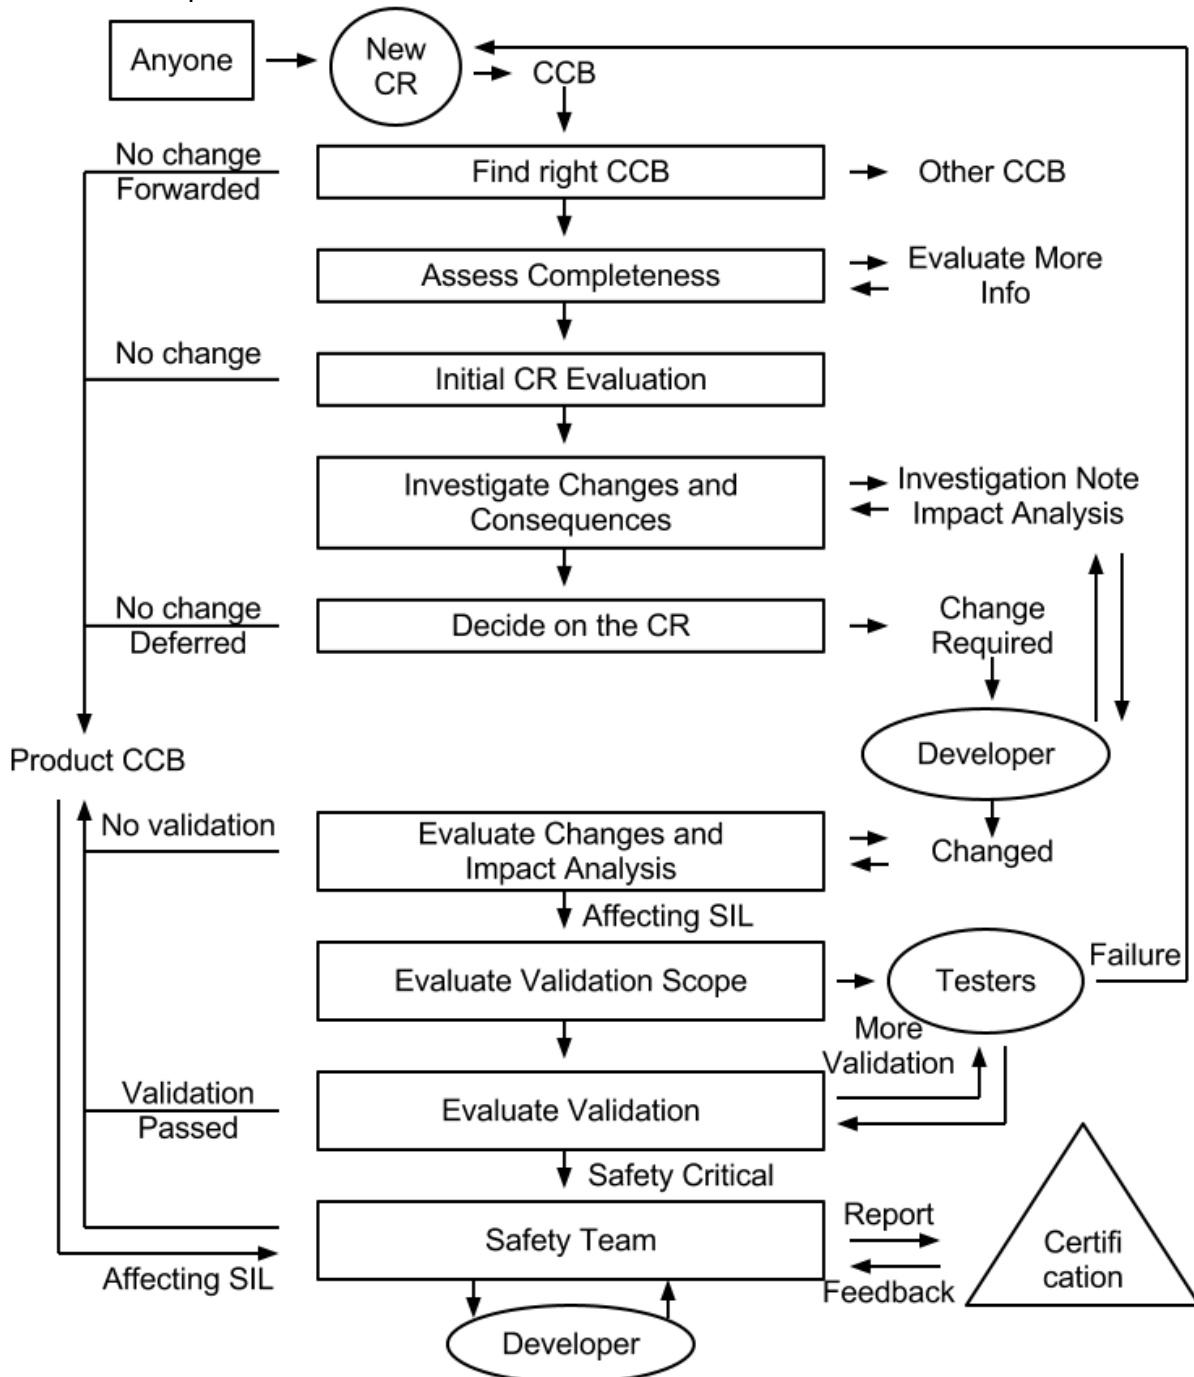 Anyone
New
CR
CCB
No change
Forwarded
Find right CCB
Other CCB
Assess Completeness
Evaluate More
Info
No change
Initial CR Evaluation
Investigate Changes and
Consequences
Investigation Note
Impact Analysis
No change
Deferred
Decide on the CR
Change
Required
Developer
Product CCB
No validation
Evaluate Changes and
Impact Analysis
Changed
Affecting SIL
Evaluate Validation Scope
Testers
Failure
More
Validation
Validation
Passed
Evaluate Validation
Safety Critical
Safety Team
Report
Feedback
Certifi
cation
Affecting SIL
Developer